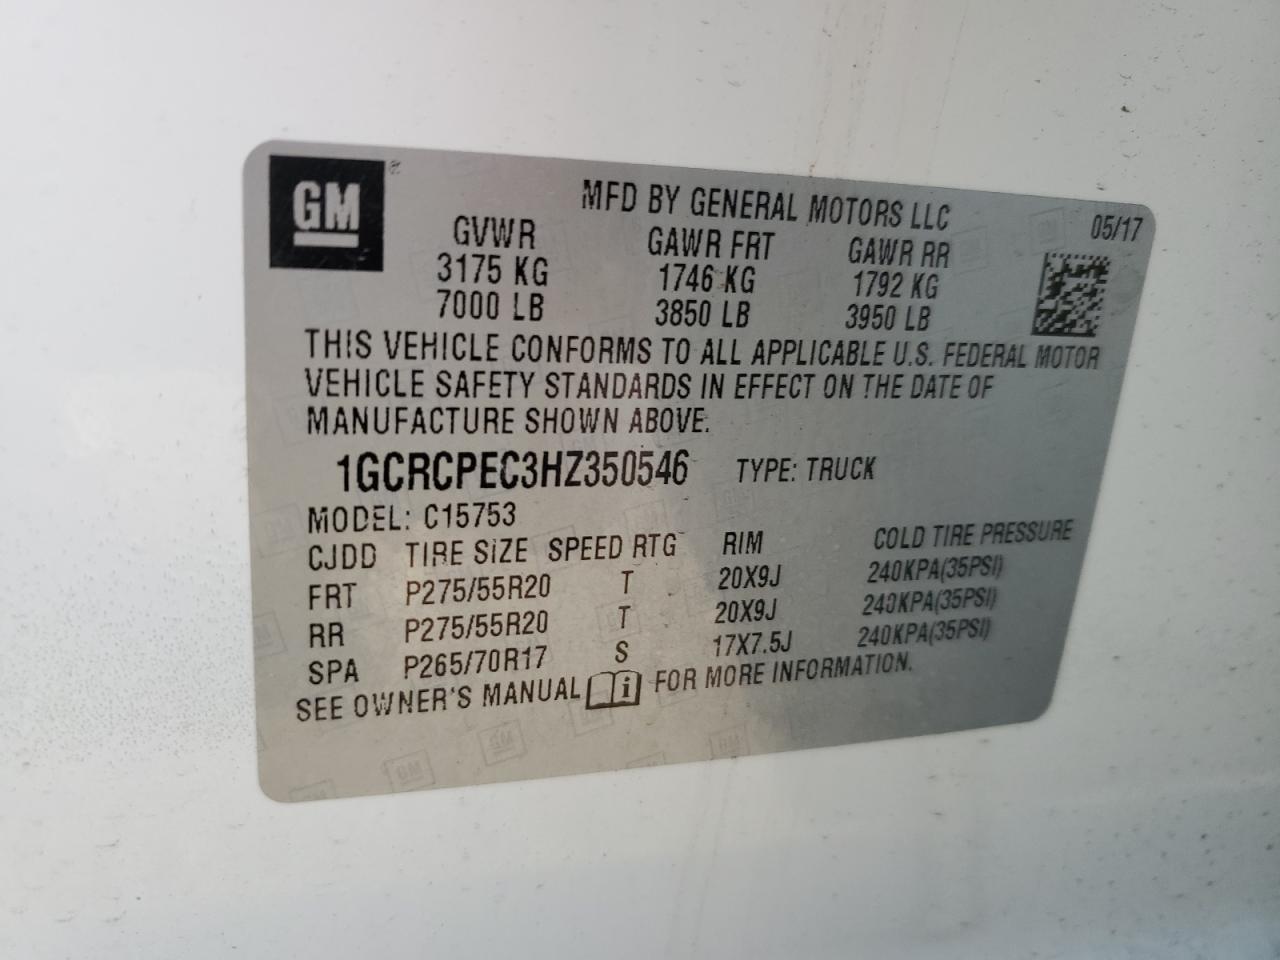 GM®
MFD BY GENERAL MOTORS LLC 05/17
GVWR GAWR FRT GAWR RR
3175 KG 1746 KG 1792 KG
7000 LB 3850 LB 3950 LB
THIS VEHICLE CONFORMS TO ALL APPLICABLE U.S. FEDERAL MOTOR
VEHICLE SAFETY STANDARDS IN EFFECT ON THE DATE OF
MANUFACTURE SHOWN ABOVE.
1GCRCPEC3HZ350546 TYPE: TRUCK
MODEL: C15753
CJDD TIRE SIZE SPEED RTG RIM COLD TIRE PRESSURE
FRT P275/55R20 T 20X9J 240KPA(35PSI)
RR P275/55R20 T 20X9J 240KPA(35PSI)
SPA P265/70R17 S 17X7.5J 240KPA(35PSI)
SEE OWNER'S MANUAL i FOR MORE INFORMATION.